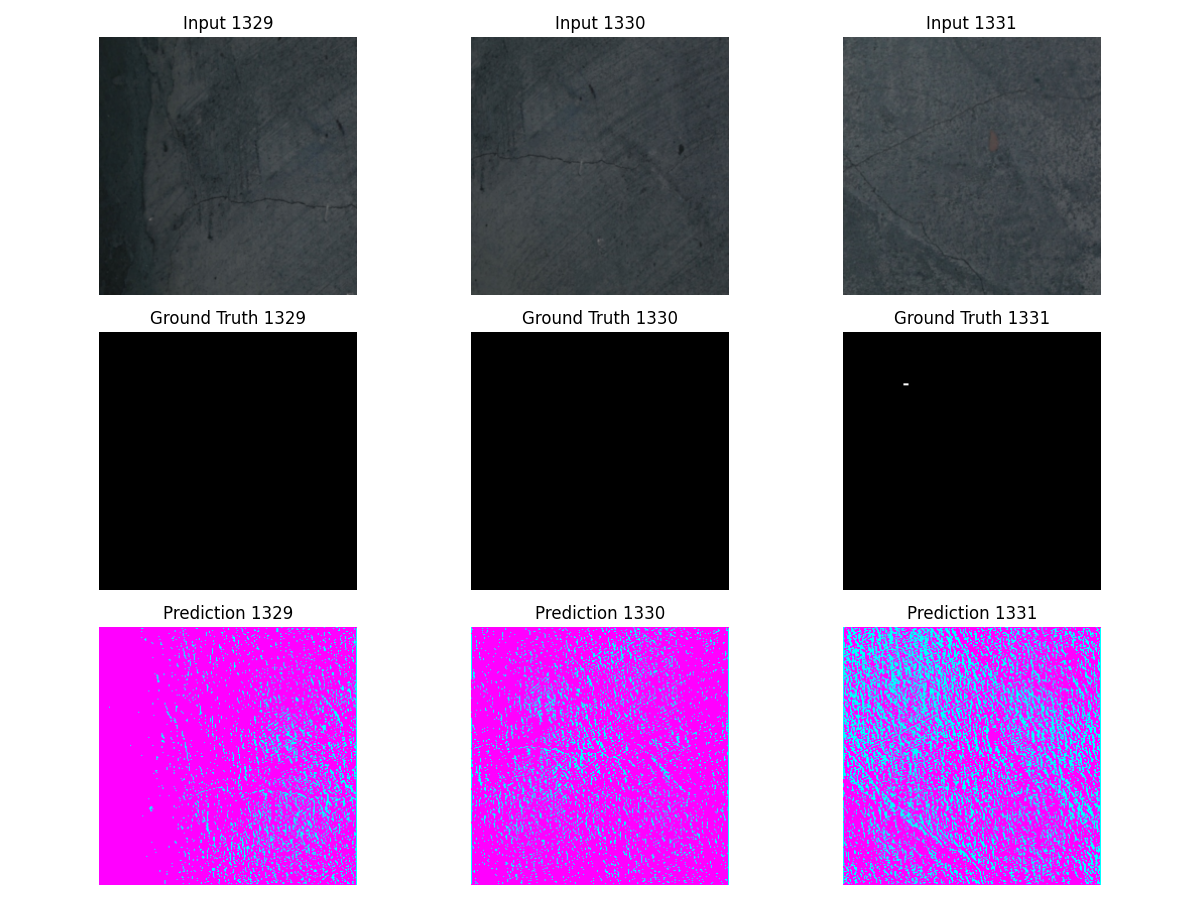 Input 1329
Input 1330
Input 1331
Ground Truth 1329
Ground Truth 1330
Ground Truth 1331
Prediction 1329
Prediction 1330
Prediction 1331